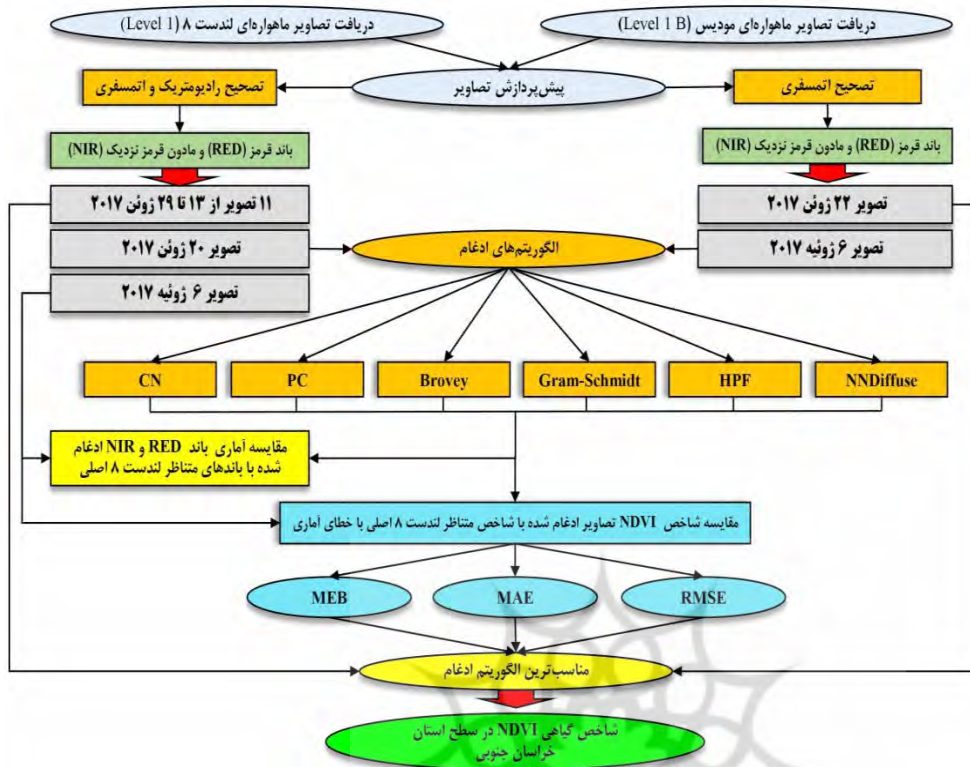 دریافت تصاویر ماهواره‌ای لندست ۸ (Level 1)
دریافت تصاویر ماهواره‌ای مودیس (Level 1 B)
پیش‌پردازش تصاویر
تصحیح رادیومتریک و اتمسفری
تصحیح اتمسفری
باند قرمز (RED) و مادون قرمز نزدیک (NIR)
باند قرمز (RED) و مادون قرمز نزدیک (NIR)
۱۱ تصویر از ۱۳ تا ۲۹ ژوئن ۲۰۱۷
تصویر ۲۲ ژوئن ۲۰۱۷
تصویر ۲۰ ژوئن ۲۰۱۷
الگوریتم‌های ادغام
تصویر ۶ ژوئیه ۲۰۱۷
تصویر ۶ ژوئیه ۲۰۱۷
CN
PC
Brovey
Gram-Schmidt
HPF
NNDiffuse
مقایسه آماری باند RED و NIR ادغام
شده با باندهای متناظر لندست ۸ اصلی
مقایسه شاخص NDVI تصاویر ادغام شده با شاخص متناظر لندست ۸ اصلی با خطای آماری
MEB
MAE
RMSE
مناسب‌ترین الگوریتم ادغام
شاخص گیاهی NDVI در سطح استان
خراسان جنوبی